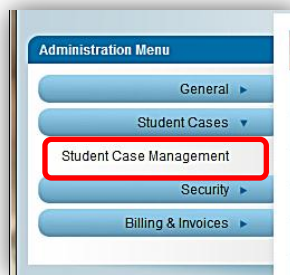 Administration Menu
General
Student Cases
Student Case Management
Security
Billing & Invoices